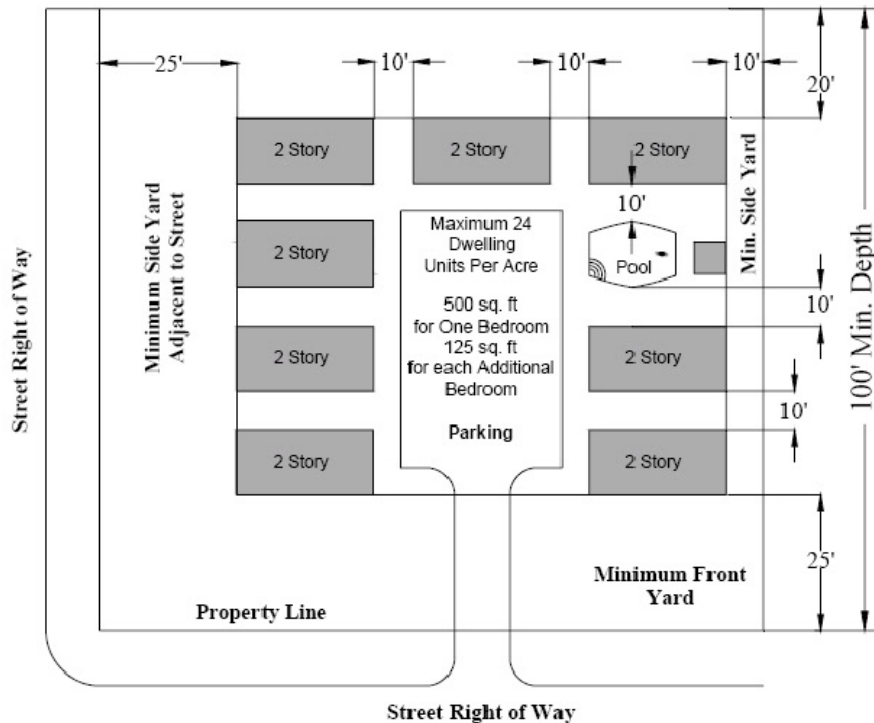 25'
10'
10'
10'
20'
2 Story
2 Story
2 Story
Min. Side Yard
10'
Street Right of Way
Minimum Side Yard
Adjacent to Street
2 Story
Maximum 24
Dwelling
Units Per Acre
500 sq. ft
for One Bedroom
125 sq. ft
for each Additional
Bedroom
Parking
Pool
10'
100' Min. Depth
2 Story
2 Story
10'
2 Story
2 Story
25'
Minimum Front
Yard
Property Line
Street Right of Way